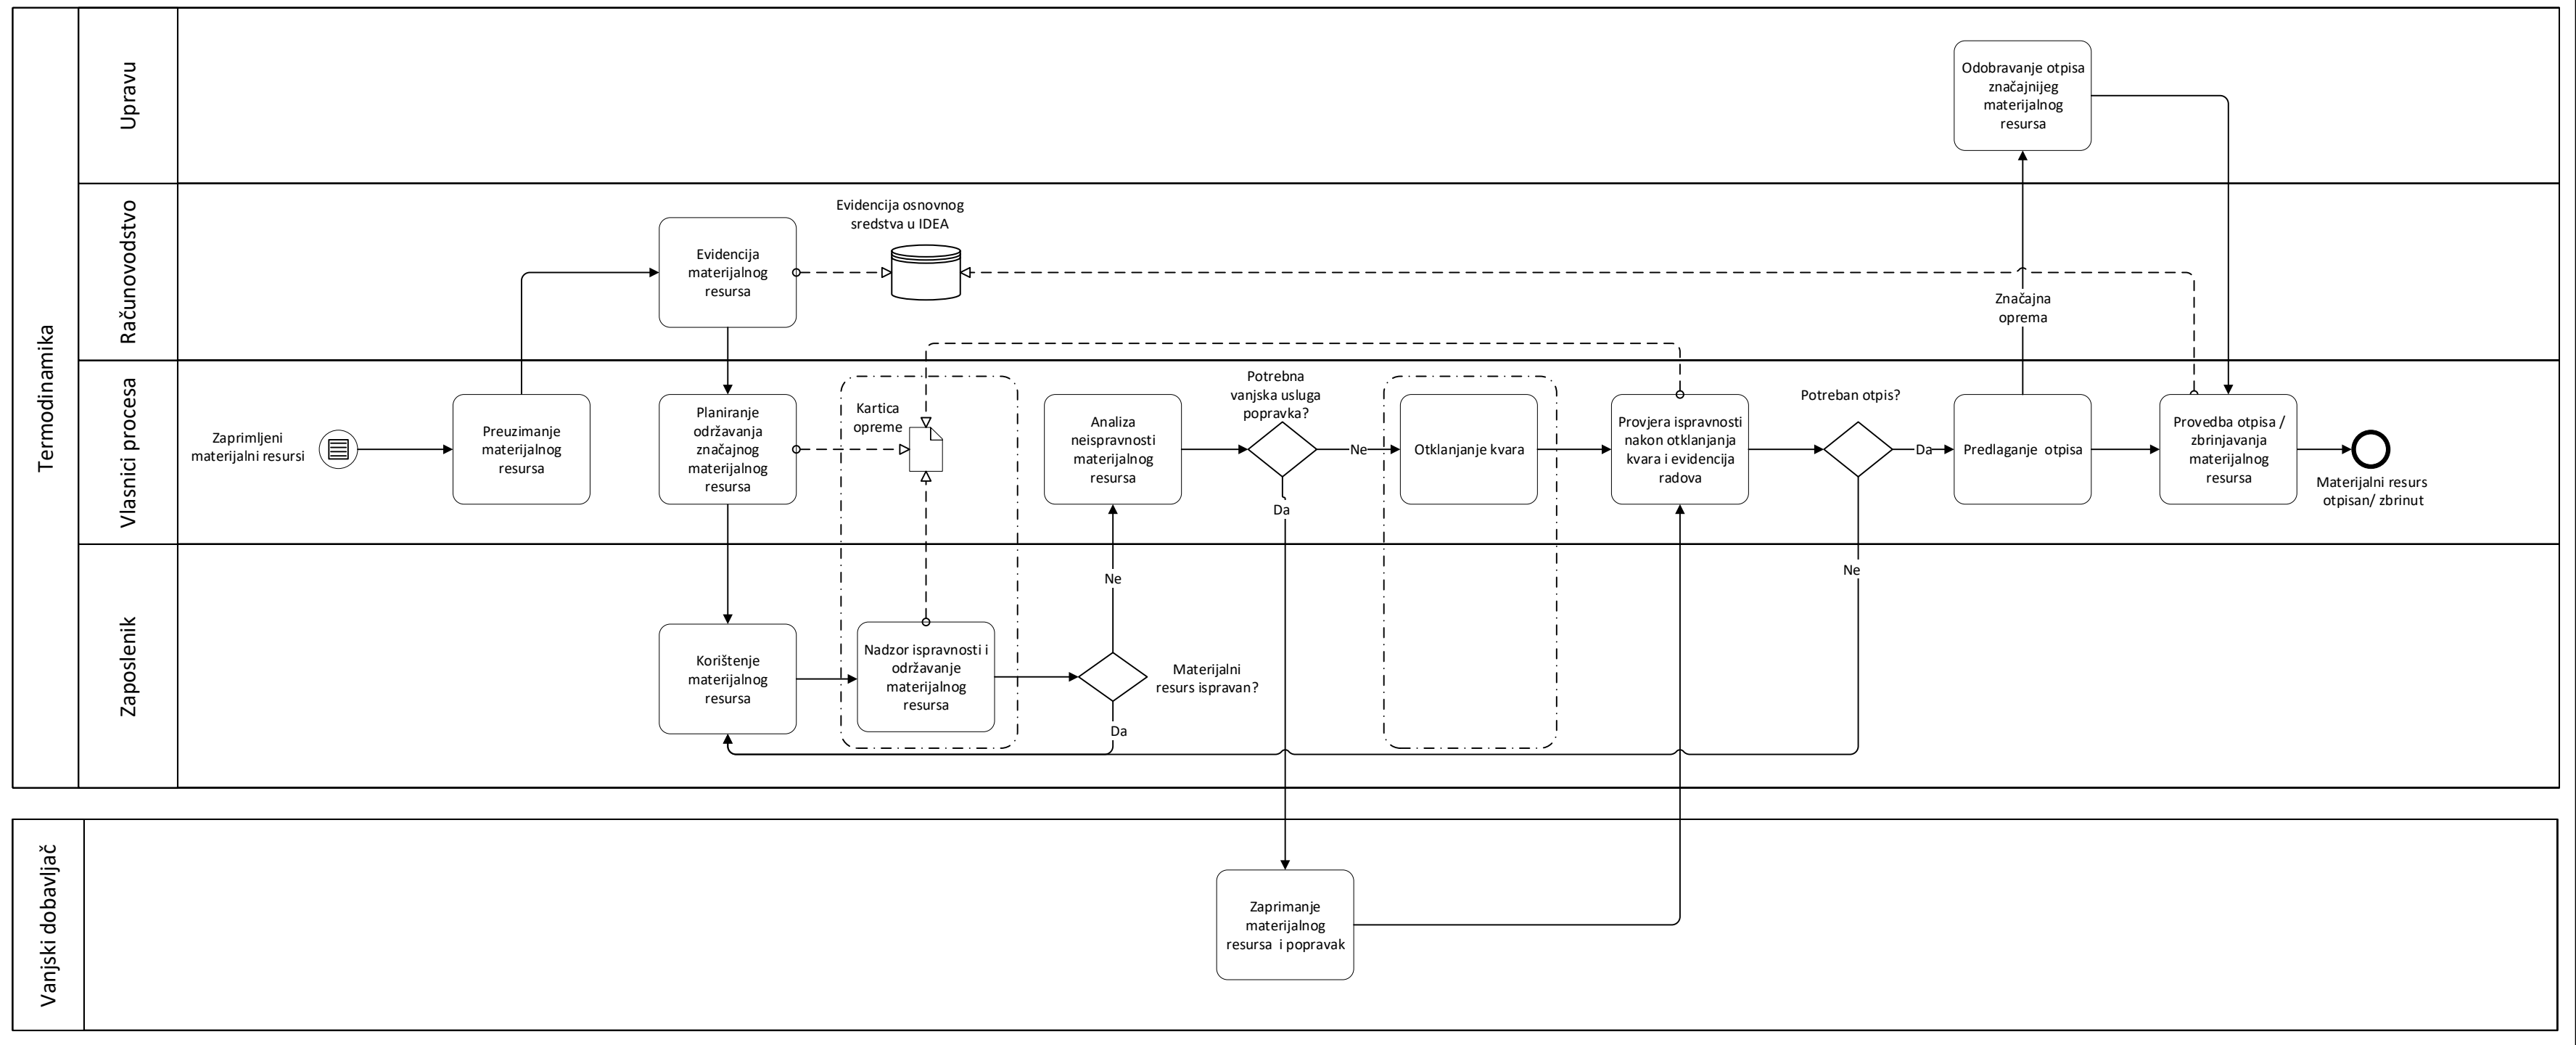 Termodinamika
Upravu
Odobravanje otpisa
značajnijeg
materijalnog
resursa
Računovodstvo
Evidencija
materijalnog
resursa
Evidencija osnovnog
sredstva u IDEA
Značajna
oprema
Vlasnici procesa
Zaprimljeni
materijalni resursi
Preuzimanje
materijalnog
resursa
Planiranje
održavanja
značajnog
materijalnog
resursa
Kartica
opreme
Analiza
neispravnosti
materijalnog
resursa
Potrebna
vanjska usluga
popravka?
Ne
Da
Otklanjanje kvara
Provjera ispravnosti
nakon otklanjanja
kvara i evidencija
radova
Potreban otpis?
Da
Predlaganje otpisa
Provedba otpisa /
zbrinjavanja
materijalnog
resursa
Materijalni resurs
otpisan/ zbrinut
Zaposlenik
Korištenje
materijalnog
resursa
Nadzor ispravnosti i
održavanje
materijalnog
resursa
Ne
Materijalni
resurs ispravan?
Da
Ne
Vanjski dobavljač
Zaprimanje
materijalnog
resursa i popravak